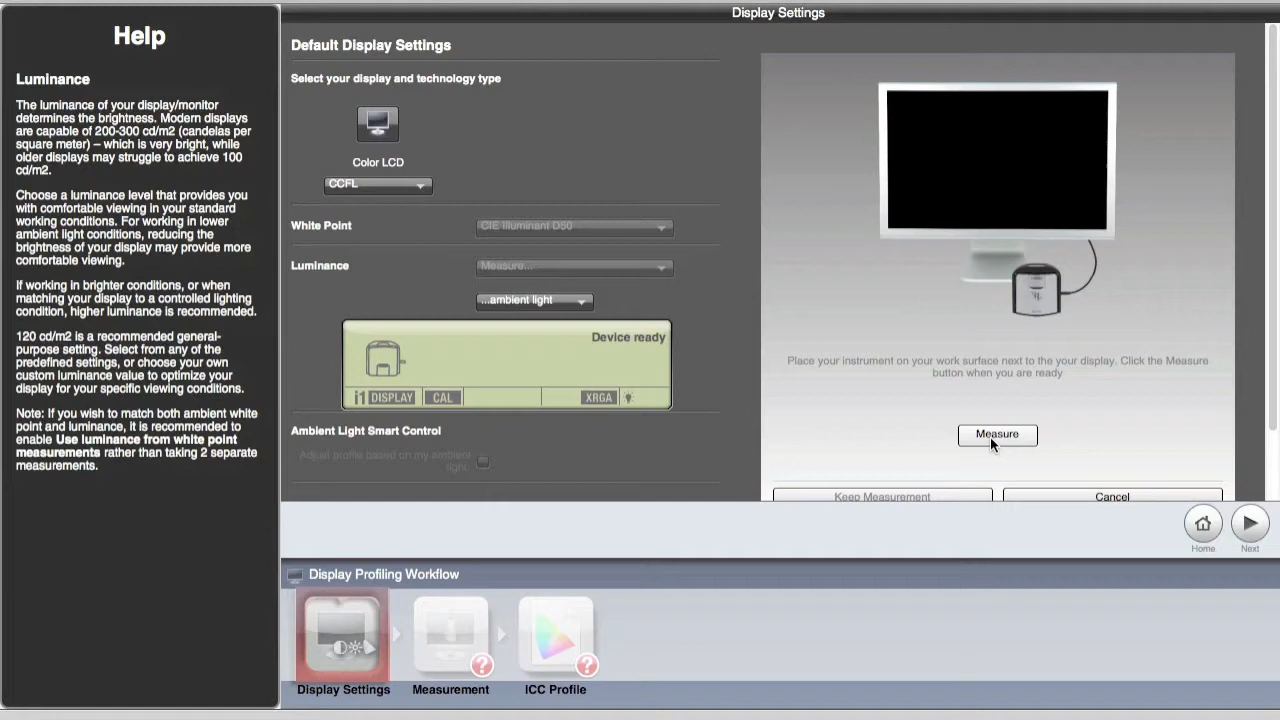 Display Settings
Help
Luminance
The luminance of your display/monitor
determines the brightness. Modern displays
are capable of 200-300 cd/m2 (candelas per
square meter) – which is very bright, while
older displays may struggle to achieve 100
cd/m2.
Choose a luminance level that provides you
with comfortable viewing in your standard
working conditions. For working in lower
ambient light conditions, reducing the
brightness of your display may provide more
comfortable viewing.
If working in brighter conditions, or when
matching your display to a controlled lighting
condition, higher luminance is recommended.
120 cd/m2 is a recommended general-
purpose setting. Select from any of the
predefined settings, or choose your own
custom luminance value to optimize your
display for your specific viewing conditions.
Note: If you wish to match both ambient white
point and luminance, it is recommended to
enable Use luminance from white point
measurements rather than taking 2 separate
measurements.
Default Display Settings
Select your display and technology type
Color LCD
CCFL
White Point
CIE Illuminant D50
Luminance
Measure...
...ambient light
Device ready
i1 DISPLAY
CAL
XRGA
Ambient Light Smart Control
Adjust profile based on my ambient
light:
Place your instrument on your work surface next to the your display. Click the Measure
button when you are ready
Measure
Keep Measurement
Cancel
Home
Next
Display Profiling Workflow
?
?
Display Settings
Measurement
ICC Profile